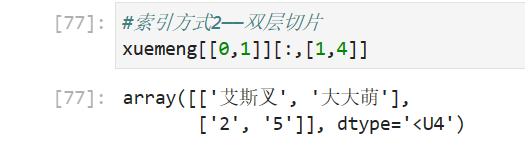 [77]: #索引方式2——双层切片
xuemeng[[0,1]][:,[1,4]]
[77]: array([['艾斯叉', '大大萌'],
['2', '5']], dtype='<U4')